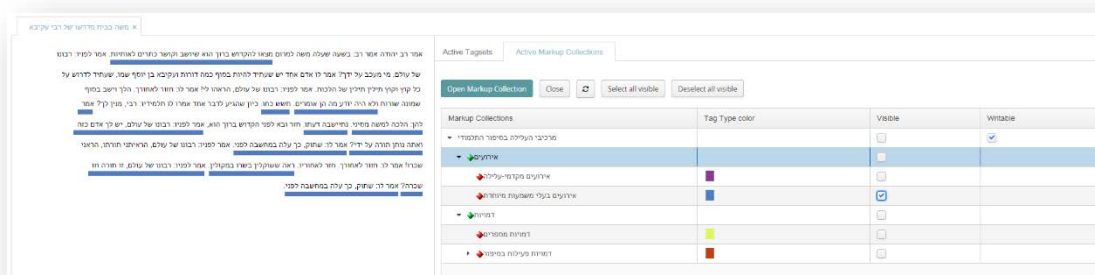 משה בבית מדרשו של רבי עקיבא ×
אמר רב יהודה אמר רב: בשעה שעלה משה למרום מצאו להקדוש ברוך הוא שיושב וקושר כתרים לאותיות. אמר לפניו: רבונו
של עולם, מי מעכב על ידך? אמר לו אדם אחד יש שעתיד להיות בסוף כמה דורות ועקיבא בן יוסף שמו, שעתיד לדרוש על
כל קוץ וקוץ תילין תילין של הלכות. אמר לפניו: רבונו של עולם, הראהו לי! אמר לו: חזור לאחורך. הלך וישב בסוף
שמונה שורות ולא היה יודע מה הן אומרים. תשש כחו. כיון שהגיע לדבר אחד אמרו לו תלמידיו: רבי, מנין לך? אמר
להן: הלכה למשה מסיני. נתיישבה דעתו. חזר ובא לפני הקדוש ברוך הוא, אמר לפניו: רבונו של עולם, יש לך אדם כזה
ואתה נותן תורה על ידי? אמר לו: שתוק, כך עלה במחשבה לפני. אמר לפניו: רבונו של עולם, הראיתני תורתו, הראני
שכרו! אמר לו: חזור לאחורך. חזר לאחוריו. ראה ששוקלין בשרו במקולין. אמר לפניו: רבונו של עולם, זו תורה וזו
שכרה? אמר לו: שתוק, כך עלה במחשבה לפני.
Active Tagsets
Active Markup Collections
Open Markup Collection
Close
Select all visible
Deselect all visible
Markup Collections
Tag Type color
Visible
Writable
מרכיבי העלילה בסיפור התלמודי
אירועים
אירועים מקדמי-עלילה
אירועים בעלי משמעות מיוחדת
דמויות
דמויות מספרים
דמויות פעילות בסיפור